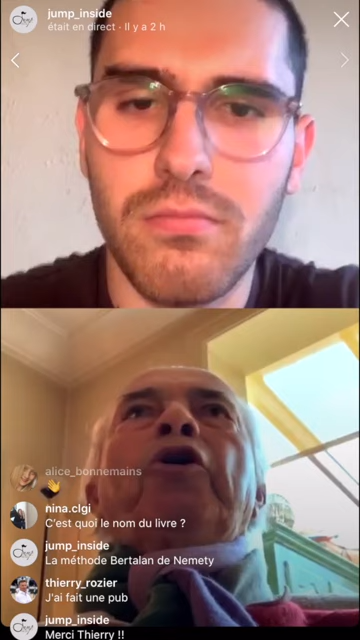 jump_inside
était en direct · Il y a 2 h
alice_bonnemains
👋
nina.clgi
C'est quoi le nom du livre ?
jump_inside
La méthode Bertalan de Nemety
thierry_rozier
J'ai fait une pub
jump_inside
Merci Thierry !!